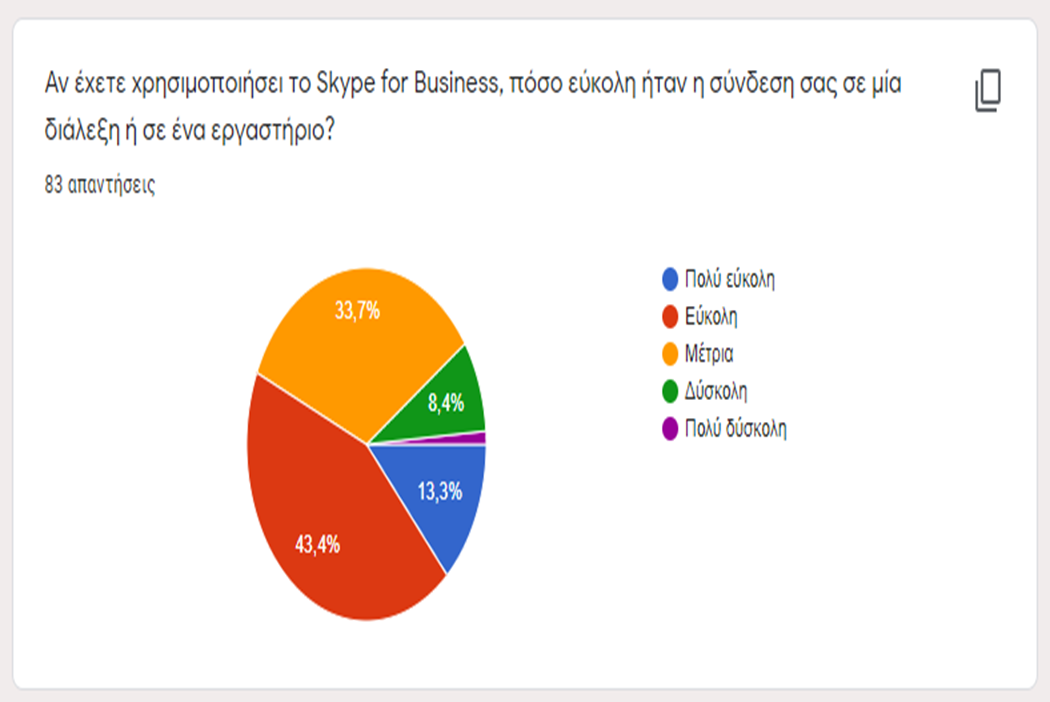 Αν έχετε χρησιμοποιήσει το Skype for Business, πόσο εύκολη ήταν η σύνδεση σας σε μία
διάλεξη ή σε ένα εργαστήριο?
83 απαντήσεις
33,7%
8,4%
13,3%
43,4%
Πολύ εύκολη
Εύκολη
Μέτρια
Δύσκολη
Πολύ δύσκολη